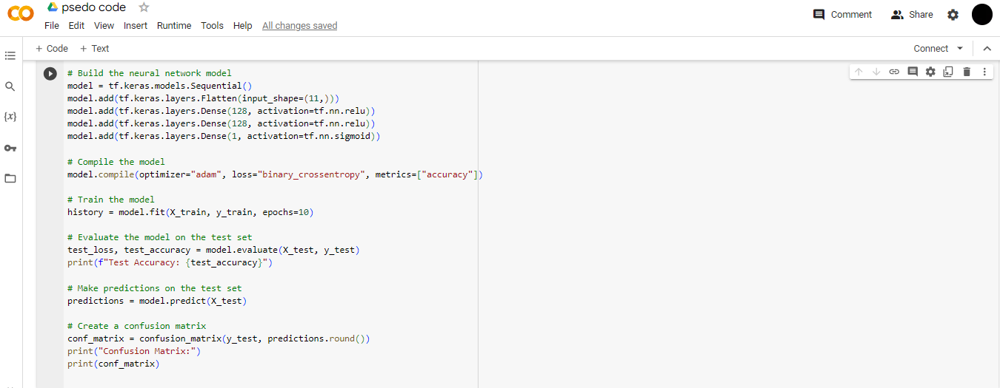 psedo code
Comment
Share
File Edit View Insert Runtime Tools Help All changes saved
+ Code + Text
Connect
{x}
# Build the neural network model
model = tf.keras.models.Sequential()
model.add(tf.keras.layers.Flatten(input_shape=(11,)))
model.add(tf.keras.layers.Dense(128, activation=tf.nn.relu))
model.add(tf.keras.layers.Dense(128, activation=tf.nn.relu))
model.add(tf.keras.layers.Dense(1, activation=tf.nn.sigmoid))
# Compile the model
model.compile(optimizer="adam", loss="binary_crossentropy", metrics=["accuracy"])
# Train the model
history = model.fit(X_train, y_train, epochs=10)
# Evaluate the model on the test set
test_loss, test_accuracy = model.evaluate(X_test, y_test)
print(f"Test Accuracy: {test_accuracy}")
# Make predictions on the test set
predictions = model.predict(X_test)
# Create a confusion matrix
conf_matrix = confusion_matrix(y_test, predictions.round())
print("Confusion Matrix:")
print(conf_matrix)